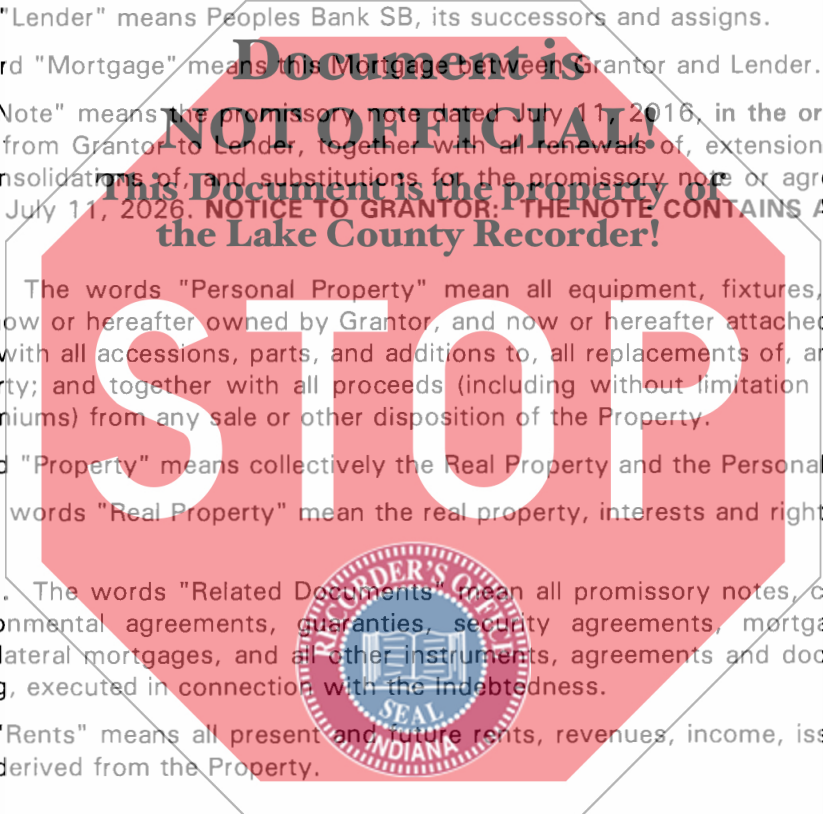 "Lender" means Peoples Bank SB, its successors and assigns.
Document is
rd "Mortgage" means this Mortgage between Grantor and Lender.
Note" means the promissory note dated July 11, 2016, in the or
NOT OFFICIAL!
from Grantor to Lender, together with all renewals of, extension
nsolidations of, and substitutions for the promissory note or agr
This Document is the property of
July 11, 2026. NOTICE TO GRANTOR: THE NOTE CONTAINS A
the Lake County Recorder!
The words "Personal Property" mean all equipment, fixtures,
now or hereafter owned by Grantor, and now or hereafter attached
with all accessions, parts, and additions to, all replacements of, an
rty; and together with all proceeds (including without limitation
niums) from any sale or other disposition of the Property.
STOP
d "Property" means collectively the Real Property and the Personal
words "Real Property" mean the real property, interests and right
. The words "Related Documents" mean all promissory notes, c
onmental agreements, guaranties, security agreements, mortga
lateral mortgages, and all other instruments, agreements and doc
g, executed in connection with the Indebtedness.
RECORDER'S OFFICE
SEAL
INDIANA
"Rents" means all present and future rents, revenues, income, iss
derived from the Property.